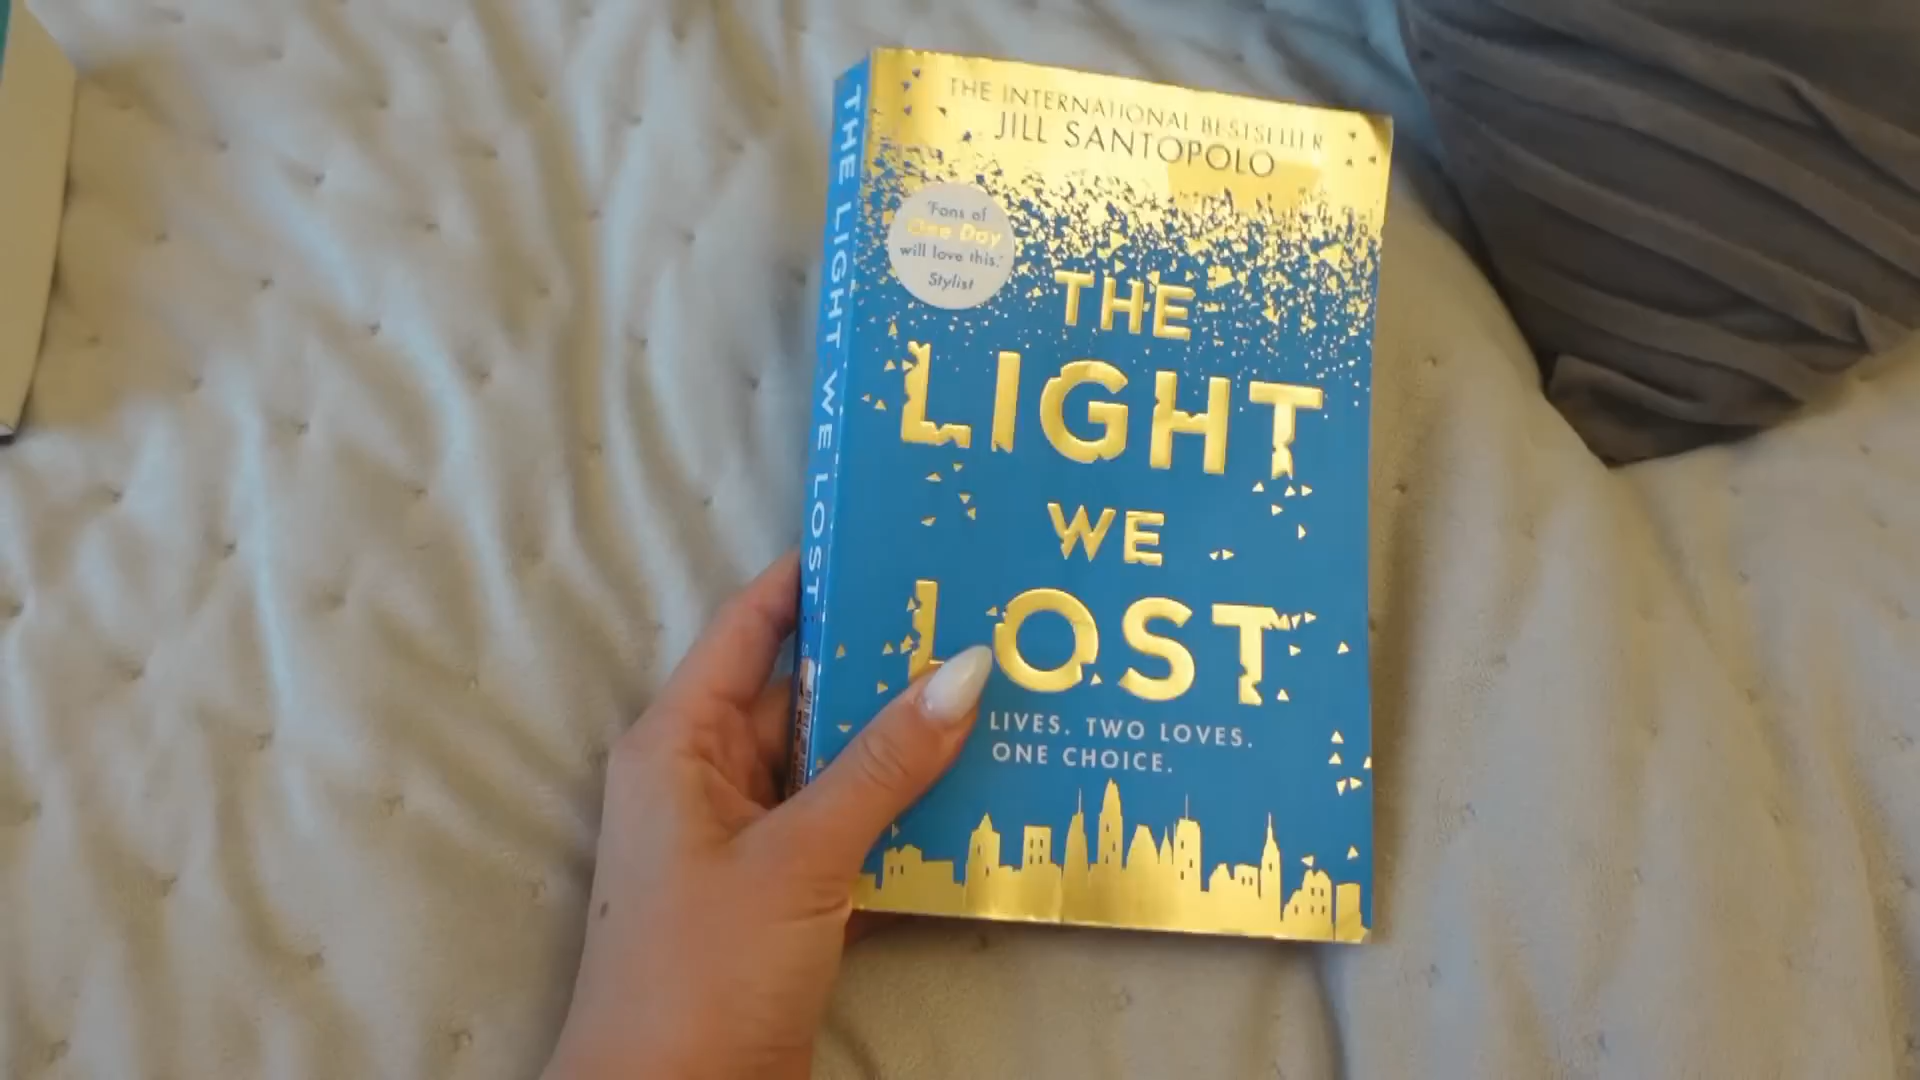 THE INTERNATIONAL BESTSELLER
JILL SANTOPOLO
'Fans of
One Day
will love this.'
Stylist
THE
LIGHT
WE
LOST
LIVES. TWO LOVES.
ONE CHOICE.
THE LIGHT WE LOST